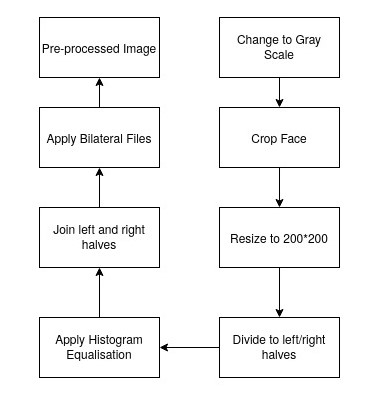 Pre-processed Image
Change to Gray
Scale
Apply Bilateral Files
Crop Face
Join left and right
halves
Resize to 200*200
Apply Histogram
Equalisation
Divide to left/right
halves